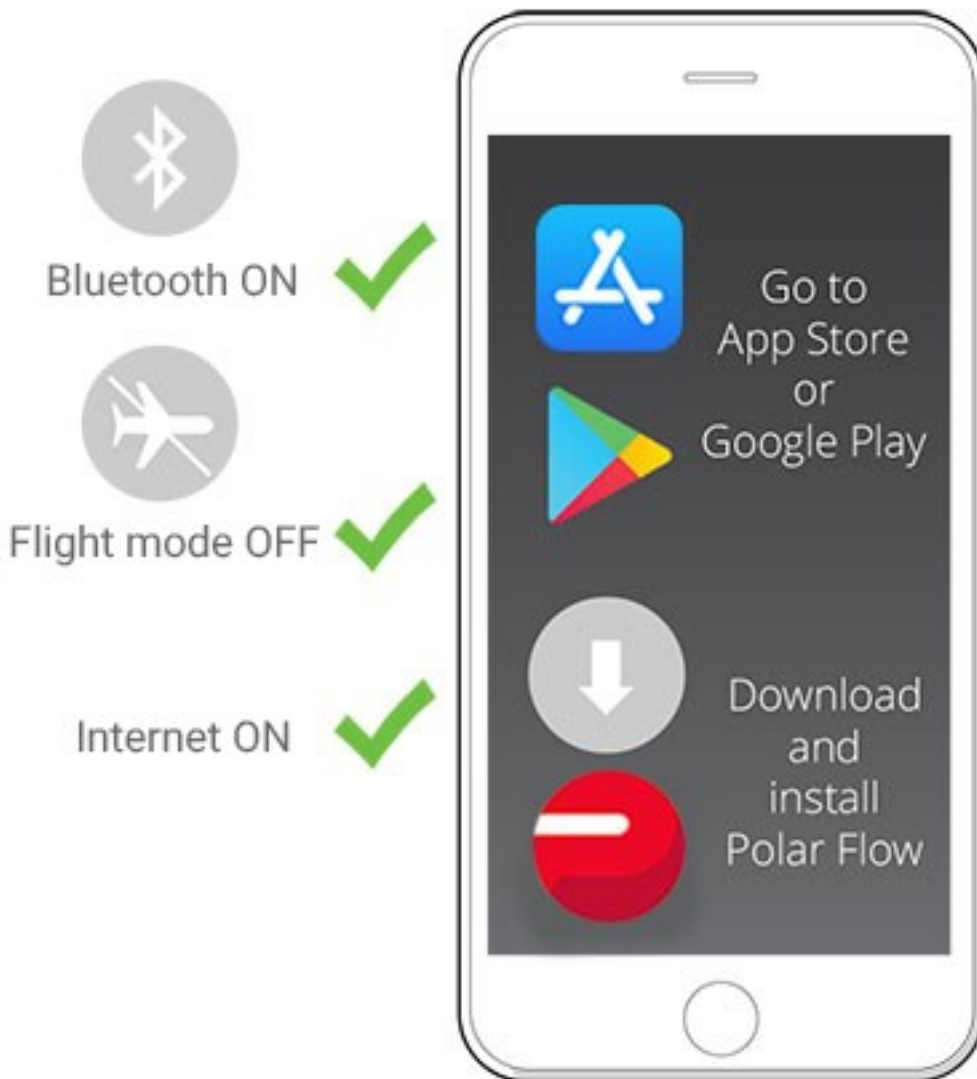 Bluetooth ON
Flight mode OFF
Internet ON
Go to
App Store
or
Google Play
Download
and
install
Polar Flow